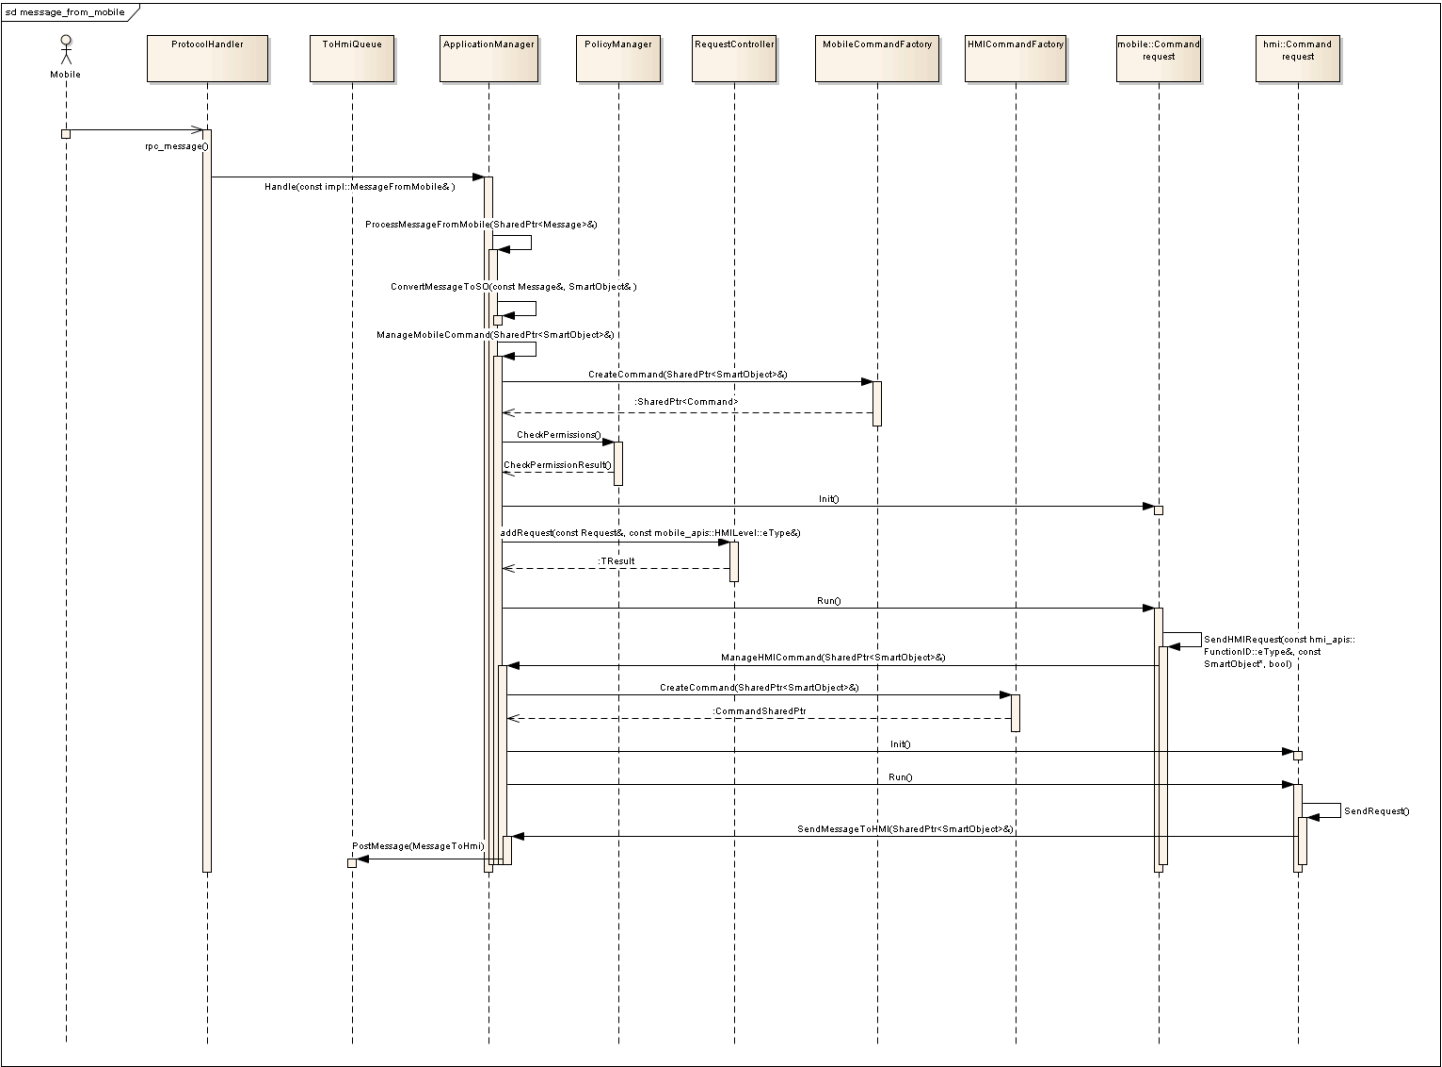 sd message_from_mobile
Mobile
ProtocolHandler
ToHmiQueue
ApplicationManager
PolicyManager
RequestController
MobileCommandFactory
HMICommandFactory
mobile::Command
request
hmi::Command
request
rpc_message()
Handle(const impl::MessageFromMobile& )
ProcessMessageFromMobile(SharedPtr<Message>&)
ConvertMessageToSO(const Message&, SmartObject& )
ManageMobileCommand(SharedPtr<SmartObject>&)
CreateCommand(SharedPtr<SmartObject>&)
:SharedPtr<Command>
CheckPermissions()
CheckPermissionResult()
Init()
addRequest(const Request&, const mobile_apis::HMILevel::eType&)
:TResult
Run()
SendHMIRequest(const hmi_apis::
FunctionID::eType&, const
SmartObject*, bool)
ManageHMICommand(SharedPtr<SmartObject>&)
CreateCommand(SharedPtr<SmartObject>&)
:CommandSharedPtr
Init()
Run()
SendRequest()
SendMessageToHMI(SharedPtr<SmartObject>&)
PostMessage(MessageToHmi)